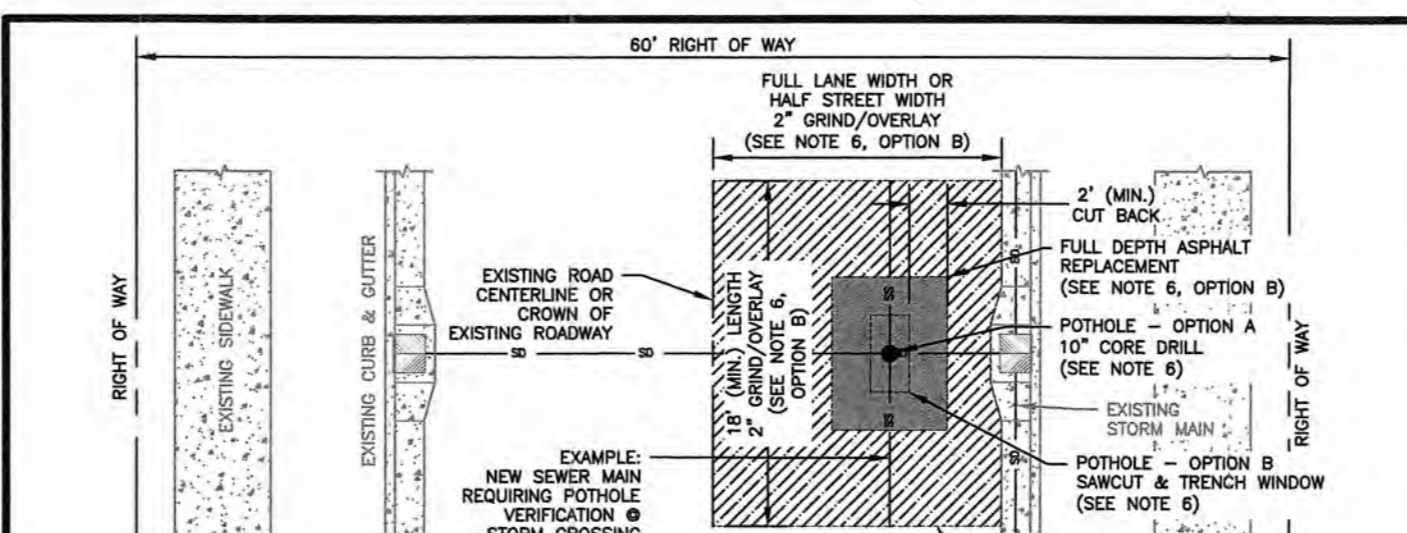 60' RIGHT OF WAY
FULL LANE WIDTH OR
HALF STREET WIDTH
2" GRIND/OVERLAY
(SEE NOTE 6, OPTION B)
2' (MIN.)
CUT BACK
FULL DEPTH ASPHALT
REPLACEMENT
(SEE NOTE 6, OPTION B)
EXISTING ROAD
CENTERLINE OR
CROWN OF
EXISTING ROADWAY
18' (MIN.) LENGTH
2" GRIND/OVERLAY
(SEE NOTE 6,
OPTION B)
RIGHT OF WAY
EXISTING SIDEWALK
EXISTING CURB & GUTTER
SD
SD
SS
SS
SD
SD
POTHOLE – OPTION A
10" CORE DRILL
(SEE NOTE 6)
RIGHT OF WAY
EXISTING
STORM MAIN
POTHOLE – OPTION B
SAWCUT & TRENCH WINDOW
(SEE NOTE 6)
EXAMPLE:
NEW SEWER MAIN
REQUIRING POTHOLE
VERIFICATION @
STORM CROSSING